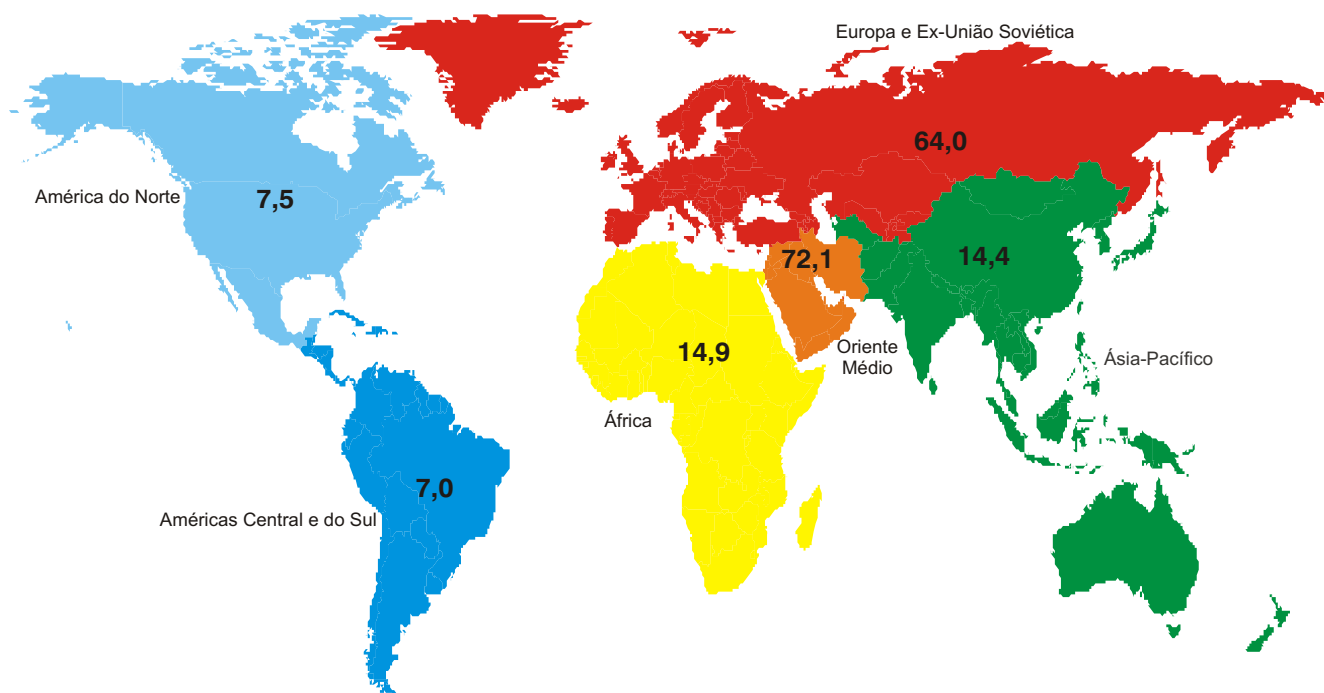 Europa e Ex-União Soviética
64,0
América do Norte
7,5
72,1
14,4
14,9
Oriente
Médio
Ásia-Pacífico
África
7,0
Américas Central e do Sul